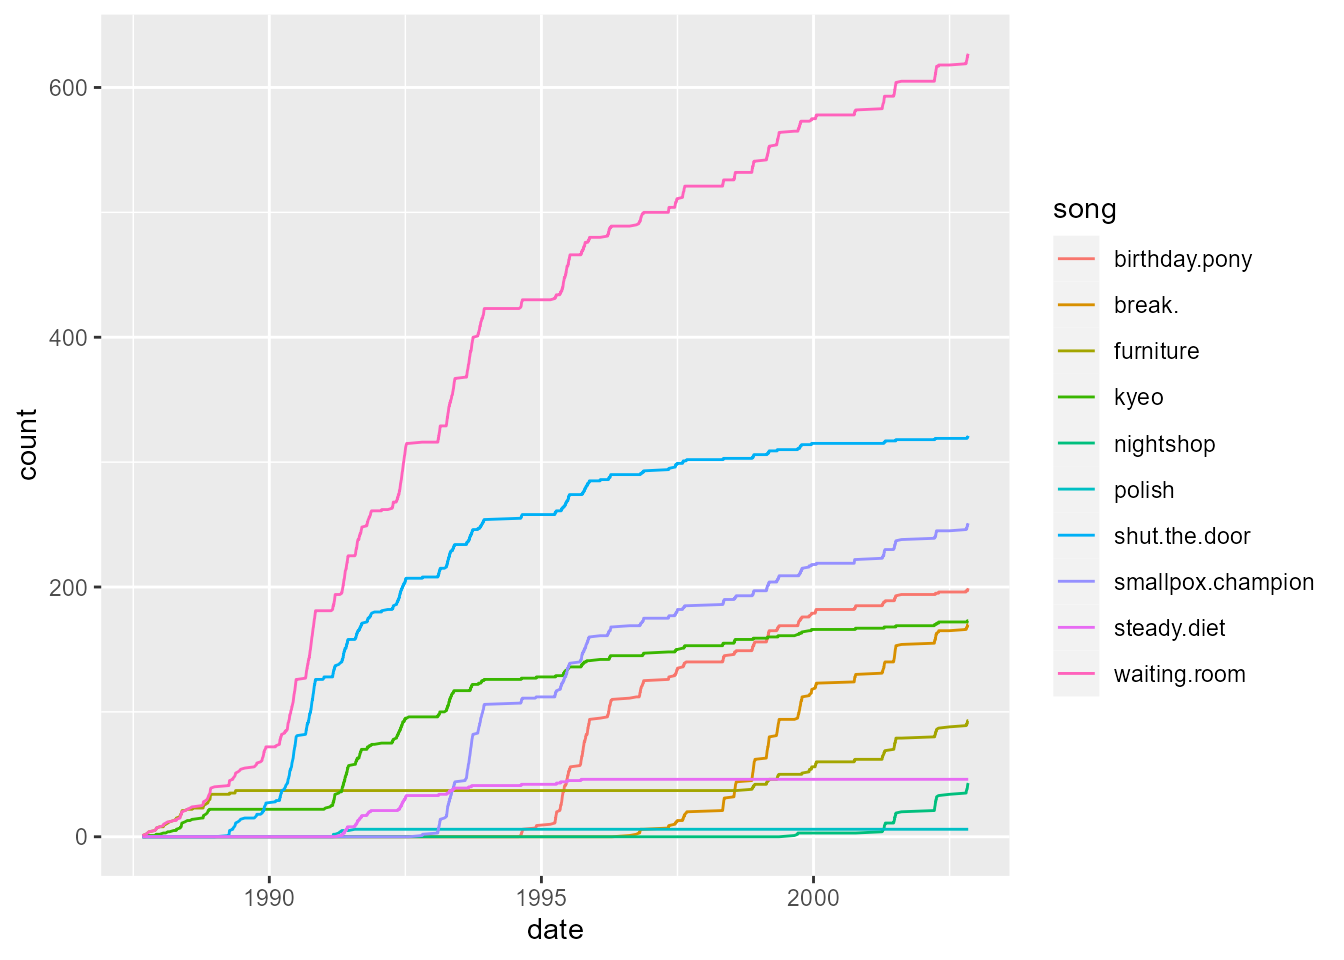 600
400
200
0
count
1990
1995
2000
date
song
birthday.pony
break.
furniture
kyeo
nightshop
polish
shut.the.door
smallpox.champion
steady.diet
waiting.room